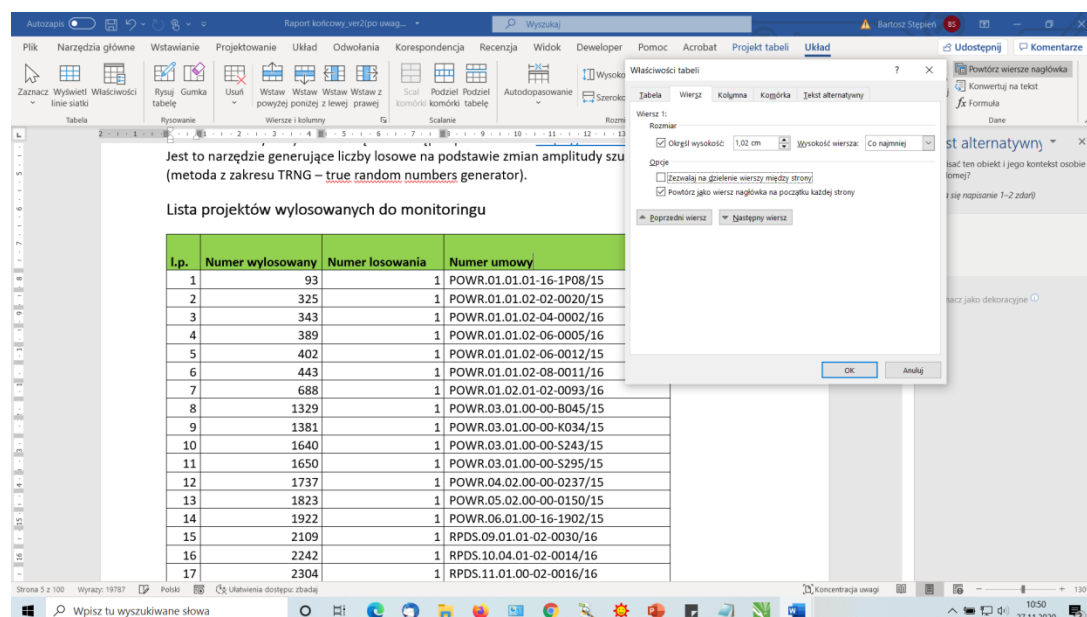 Autozapis
Raport końcowy_ver2(po uwag...
Wyszukaj
Bartosz Stępień
BS
Plik Narzędzia główne Wstawianie Projektowanie Układ Odwołania Korespondencja Recenzja Widok Deweloper Pomoc Acrobat Projekt tabeli Układ
Udostępnij Komentarze
Zaznacz Wyświetl linie siatki Właściwości
Rysuj tabelę Gumka
Usuń Wstaw powyżej Wstaw poniżej Wstaw z lewej Wstaw z prawej
Scal komórki Podziel komórki Podziel tabelę
Autodopasowanie
Wysoko
Szeroko
Powtórz wiersze nagłówka
Konwertuj na tekst
fx Formuła
Tabela Rysowanie Wiersze i kolumny Scalanie Rozmi Dane
Właściwości tabeli ? ×
Tabela Wiersz Kolumna Komórka Tekst alternatywny
Wiersz 1:
Rozmiar
Określ wysokość: 1,02 cm Wysokość wiersza: Co najmniej
Opcje
Zezwalaj na dzielenie wierszy między strony
Powtórz jako wiersz nagłówka na początku każdej strony
Poprzedni wiersz Następny wiersz
OK Anuluj
st alternatywny
isać ten obiekt i jego kontekst osobie
omej?
a się napisanie 1–2 zdań)
nacz jako dekoracyjne
Jest to narzędzie generujące liczby losowe na podstawie zmian amplitudy szu
(metoda z zakresu TRNG – true random numbers generator).
Lista projektów wylosowanych do monitoringu
l.p. Numer wylosowany Numer losowania Numer umowy
1 93 1 POWR.01.01.01-16-1P08/15
2 325 1 POWR.01.01.02-02-0020/15
3 343 1 POWR.01.01.02-04-0002/16
4 389 1 POWR.01.01.02-06-0005/16
5 402 1 POWR.01.01.02-06-0012/15
6 443 1 POWR.01.01.02-08-0011/16
7 688 1 POWR.01.02.01-02-0093/16
8 1329 1 POWR.03.01.00-00-B045/15
9 1381 1 POWR.03.01.00-00-K034/15
10 1640 1 POWR.03.01.00-00-S243/15
11 1650 1 POWR.03.01.00-00-S295/15
12 1737 1 POWR.04.02.00-00-0237/15
13 1823 1 POWR.05.02.00-00-0150/15
14 1922 1 POWR.06.01.00-16-1902/15
15 2109 1 RPDS.09.01.01-02-0030/16
16 2242 1 RPDS.10.04.01-02-0014/16
17 2304 1 RPDS.11.01.00-02-0016/16
Strona 5 z 100 Wyrazy: 19787 Polski Ułatwienia dostępu: zbadaj
Koncentracja uwagi
130
Wpisz tu wyszukiwane słowa
10:50
27.11.2020